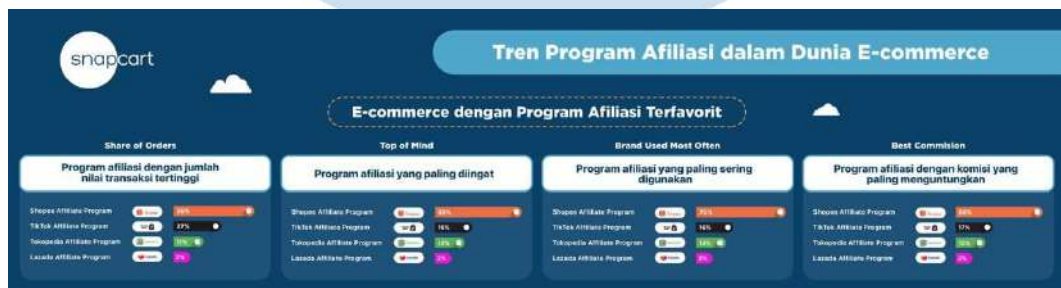 snapcart
Tren Program Afiliasi dalam Dunia E-commerce
E-commerce dengan Program Afiliasi Terfavorit
Share of Orders
Program afiliasi dengan jumlah
nilai transaksi tertinggi
Shopee Affiliate Program
TikTok Affiliate Program 27%
Tokopedia Affiliate Program
Lazada Affiliate Program
Top of Mind
Program afiliasi yang paling diingat
Shopee Affiliate Program
TikTok Affiliate Program 16%
Tokopedia Affiliate Program
Lazada Affiliate Program
Brand Used Most Often
Program afiliasi yang paling sering
digunakan
Shopee Affiliate Program
TikTok Affiliate Program 16%
Tokopedia Affiliate Program
Lazada Affiliate Program
Best Commision
Program afiliasi dengan komisi yang
paling menguntungkan
Shopee Affiliate Program
TikTok Affiliate Program 17%
Tokopedia Affiliate Program
Lazada Affiliate Program